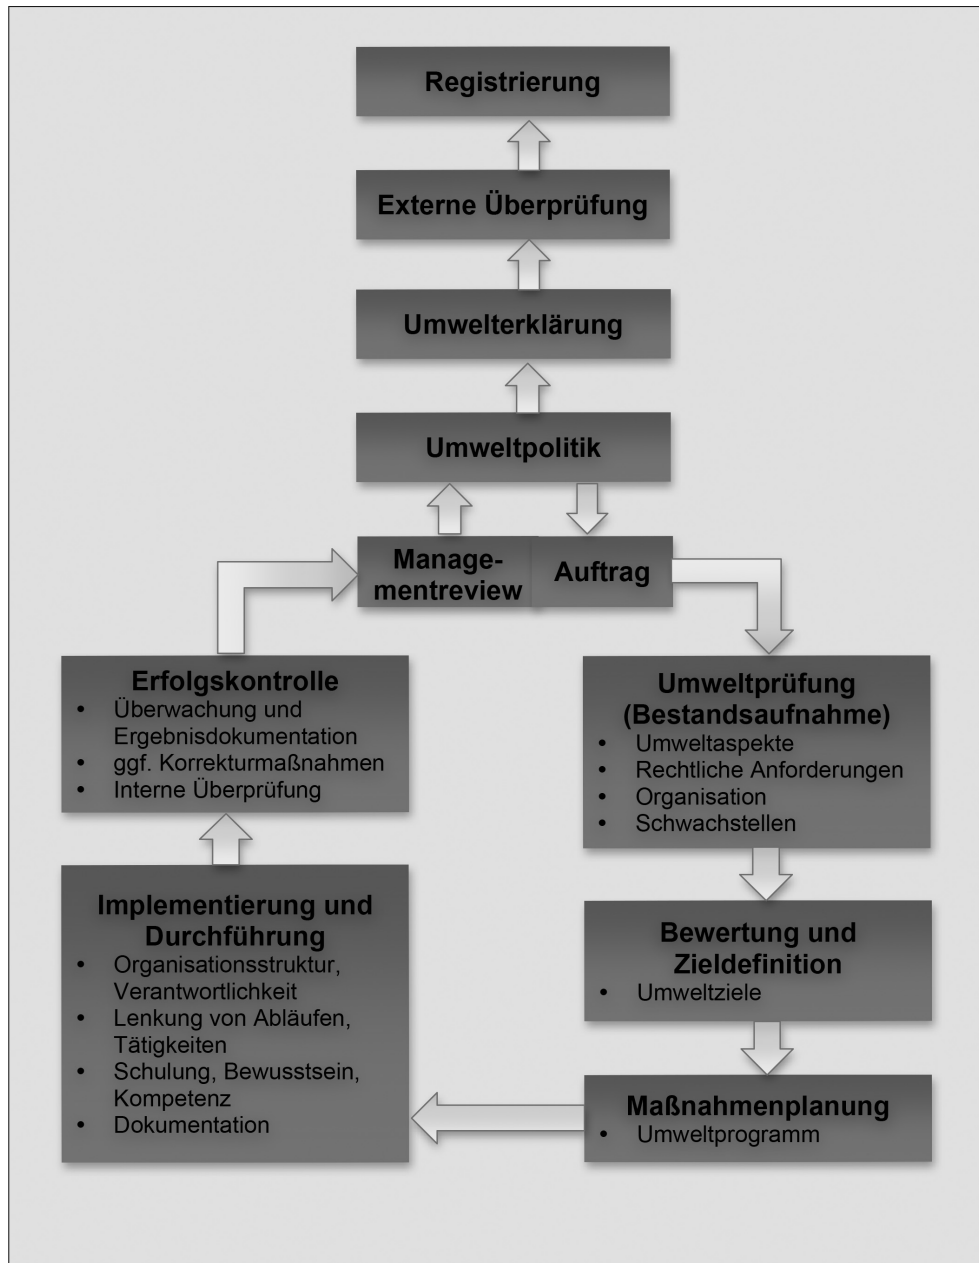 Registrierung
Externe Überprüfung
Umwelterklärung
Umweltpolitik
Manage-
mentreview
Auftrag
Erfolgskontrolle
• Überwachung und
Ergebnisdokumentation
• ggf. Korrekturmaßnahmen
• Interne Überprüfung
Umweltprüfung
(Bestandsaufnahme)
• Umweltaspekte
• Rechtliche Anforderungen
• Organisation
• Schwachstellen
Implementierung und
Durchführung
• Organisationsstruktur,
Verantwortlichkeit
• Lenkung von Abläufen,
Tätigkeiten
• Schulung, Bewusstsein,
Kompetenz
• Dokumentation
Bewertung und
Zieldefinition
• Umweltziele
Maßnahmenplanung
• Umweltprogramm